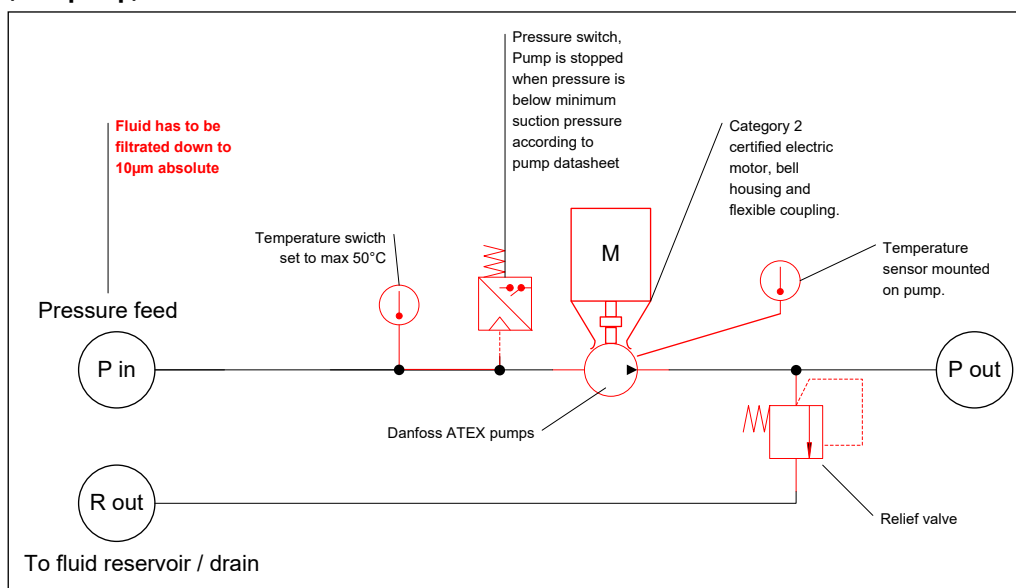 Pressure switch,
Pump is stopped
when pressure is
below minimum
suction pressure
according to
pump datasheet
Fluid has to be
filtrated down to
10µm absolute
Category 2
certified electric
motor, bell
housing and
flexible coupling.
Temperature swicth
set to max 50°C
M
Temperature
sensor mounted
on pump.
Pressure feed
P in
P out
Danfoss ATEX pumps
R out
Relief valve
To fluid reservoir / drain